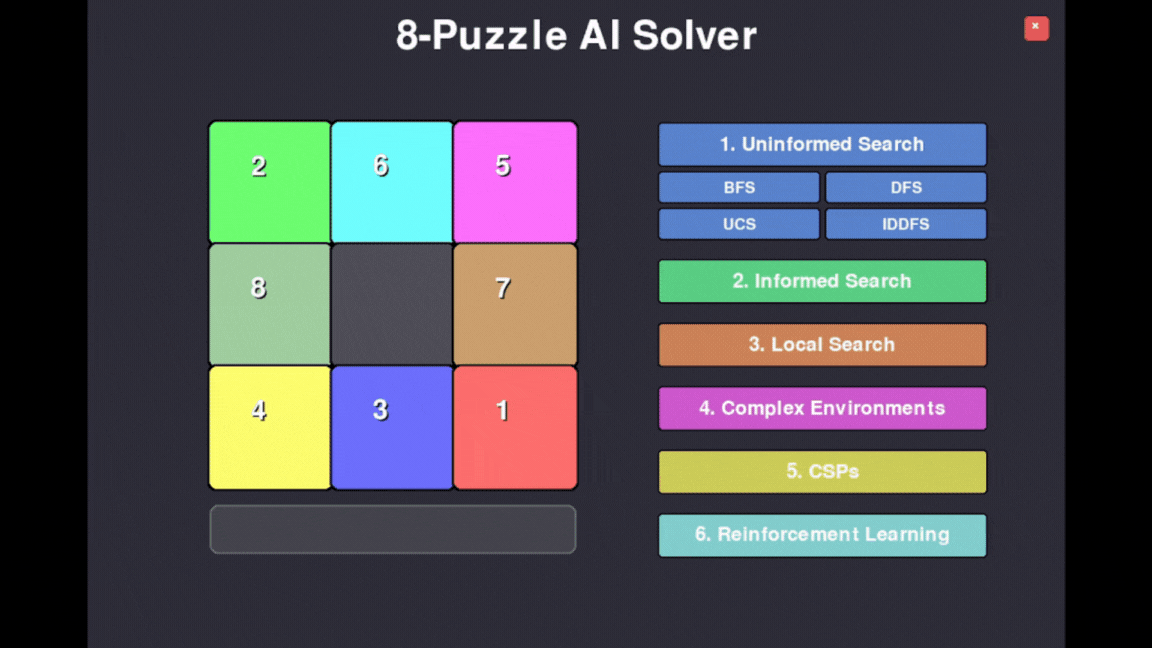 8-Puzzle AI Solver
2 6 5
8 7
4 3 1
1. Uninformed Search
BFS DFS
UCS IDDFS
2. Informed Search
3. Local Search
4. Complex Environments
5. CSPs
6. Reinforcement Learning